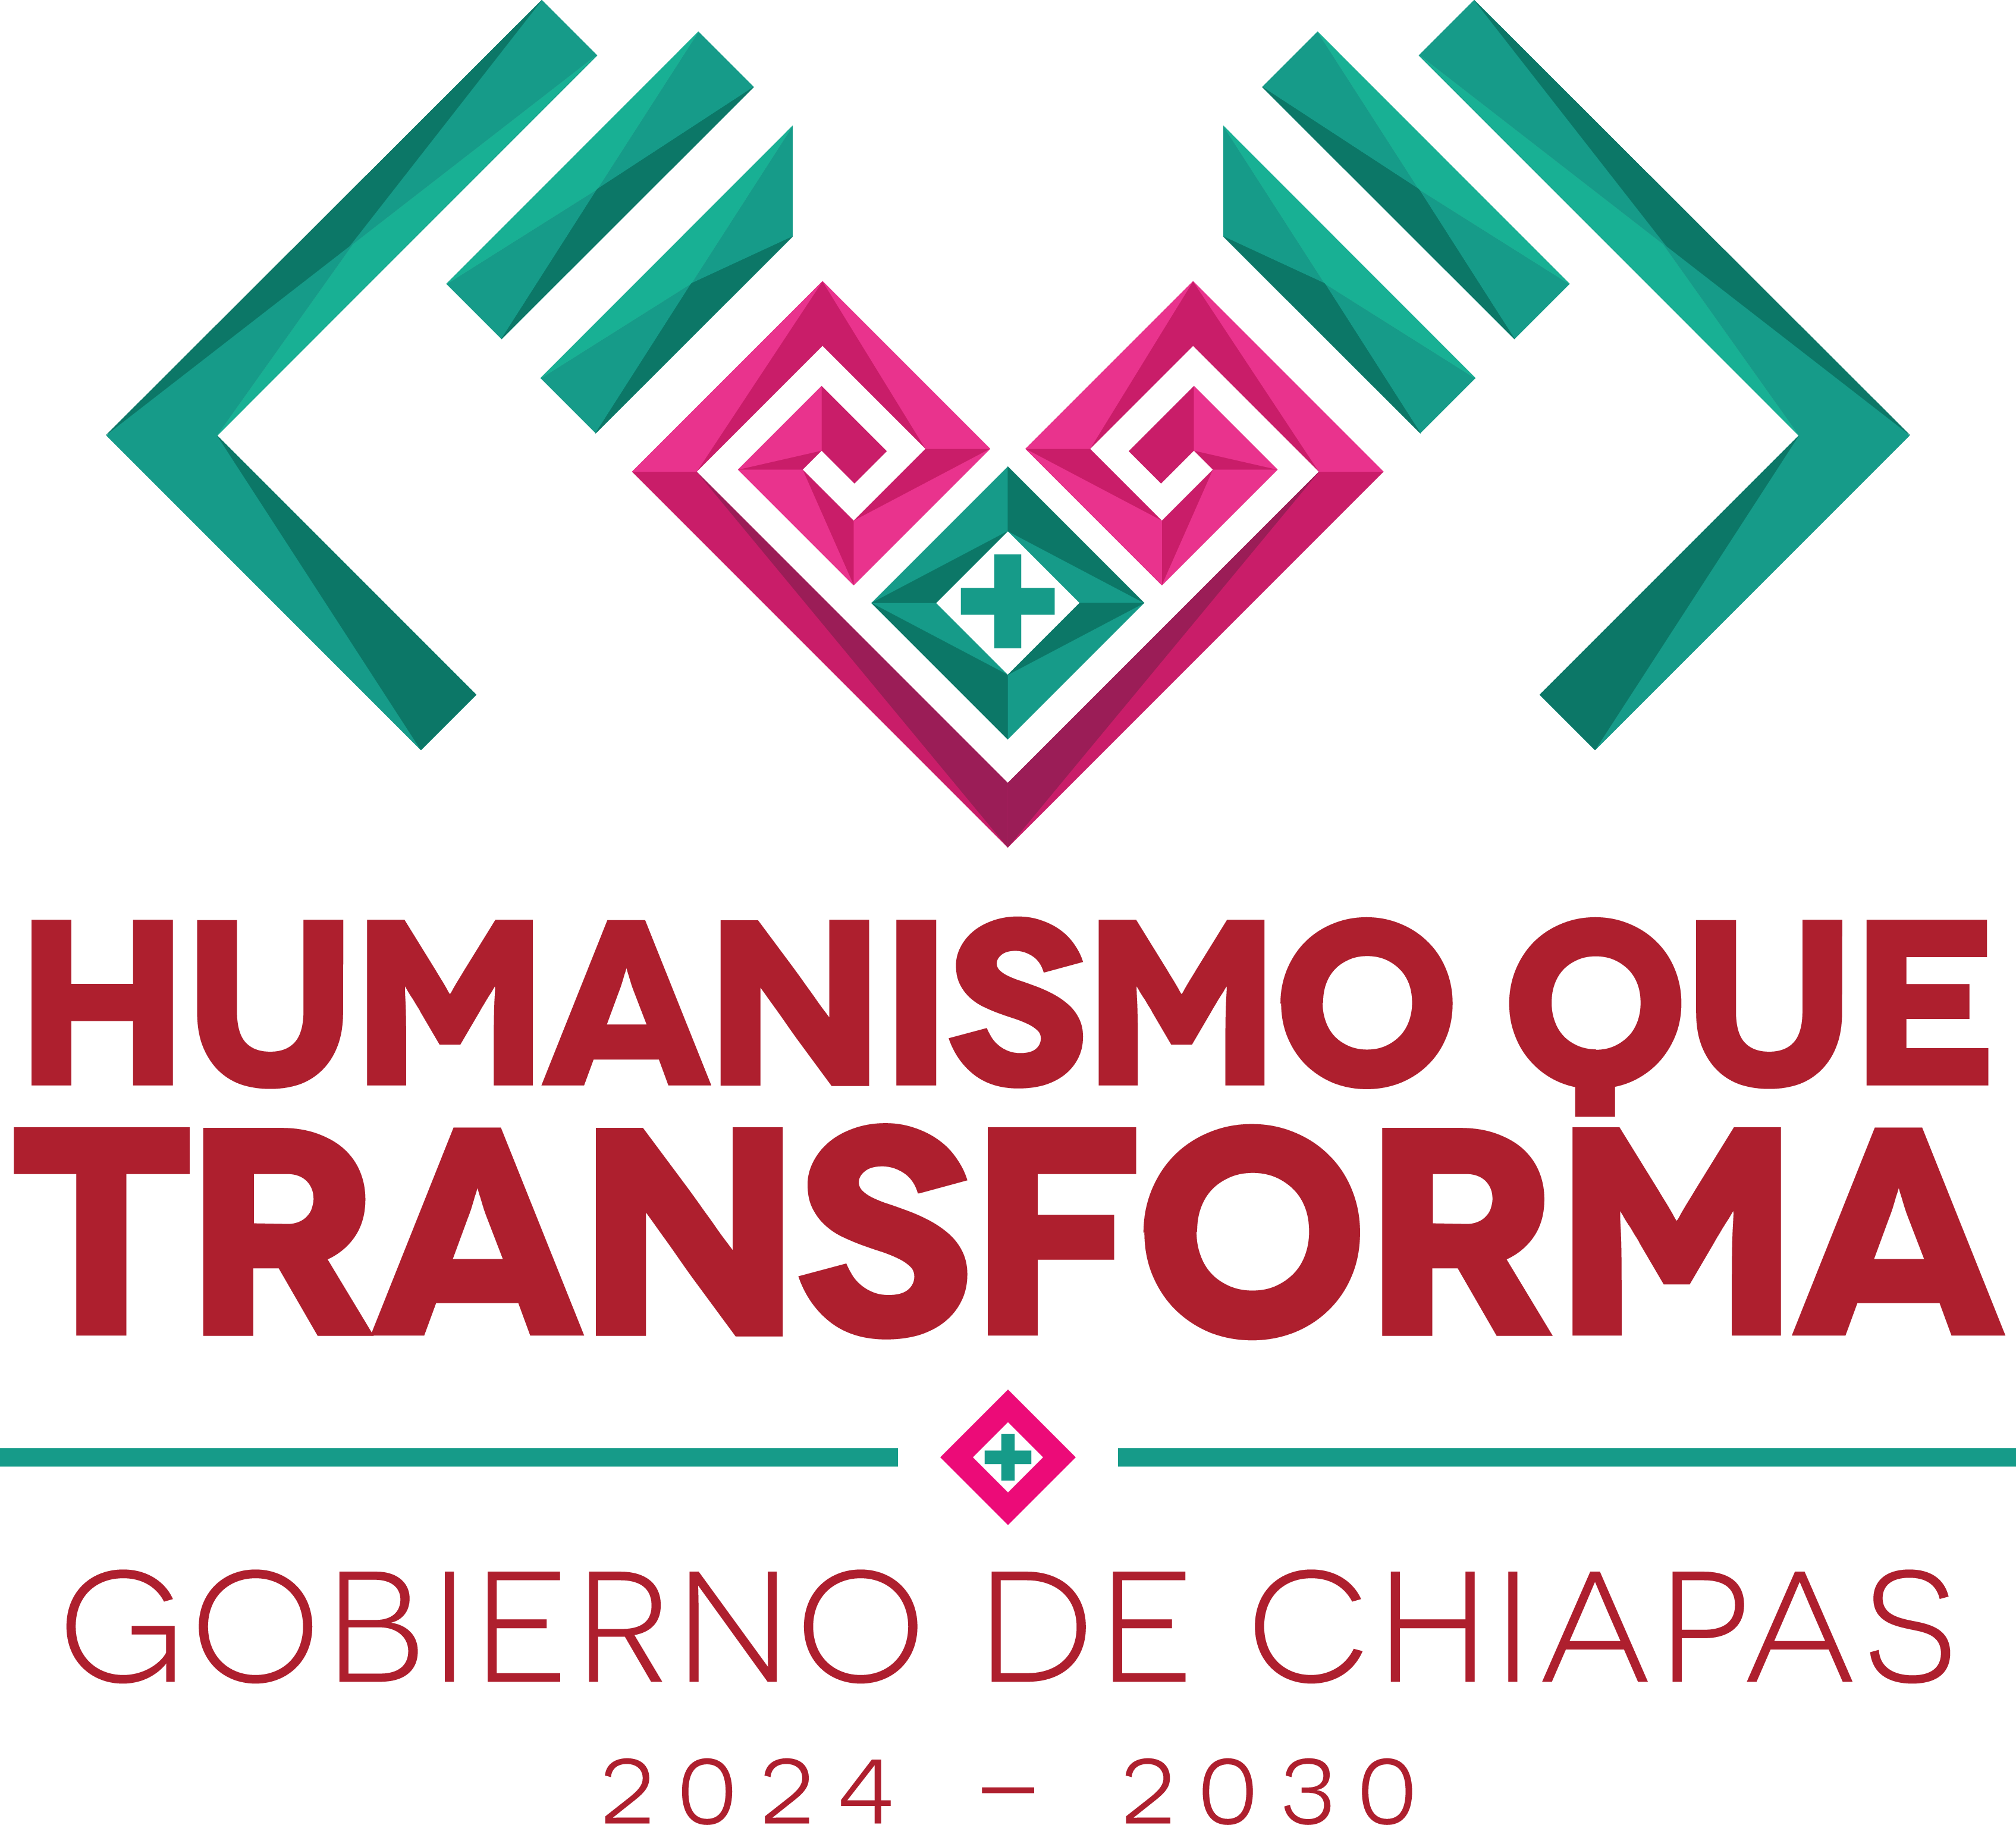 HUMANISMO QUE
TRANSFORMA
GOBIERNO DE CHIAPAS
2024 – 2030